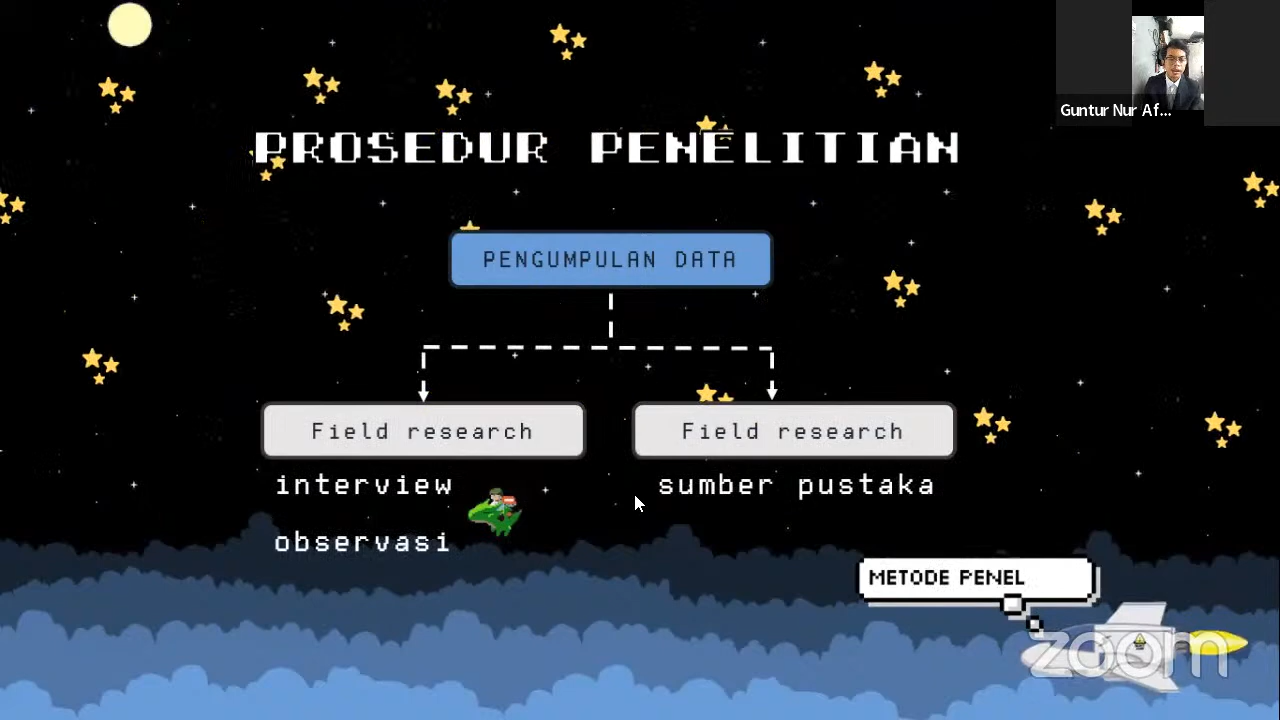 Guntur Nur Af...
PROSEDUR PENELITIAN
PENGUMPULAN DATA
Field research
Field research
interview
sumber pustaka
observasi
METODE PENEL
zoom